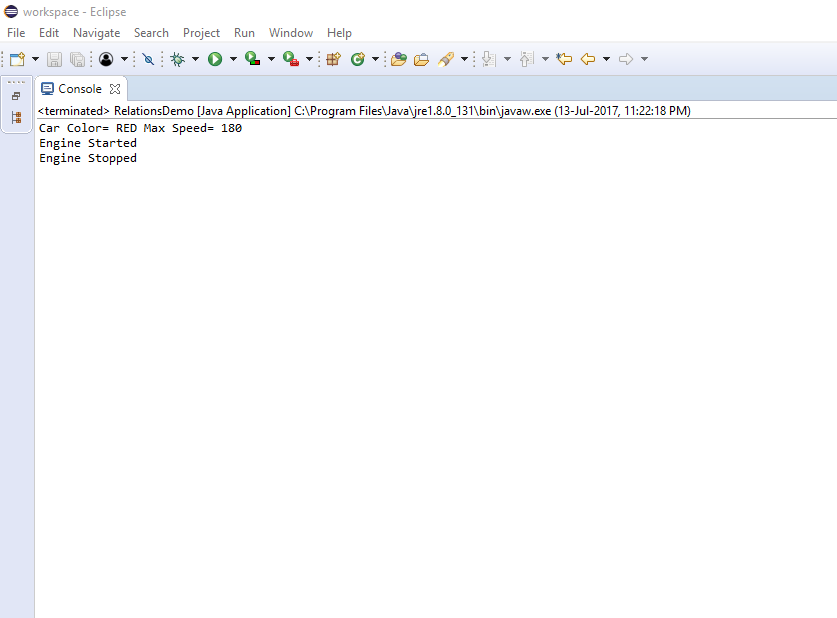 workspace - Eclipse
File Edit Navigate Search Project Run Window Help
Console
<terminated> RelationsDemo [Java Application] C:\Program Files\Java\jre1.8.0_131\bin\javaw.exe (13-Jul-2017, 11:22:18 PM)
Car Color= RED Max Speed= 180
Engine Started
Engine Stopped